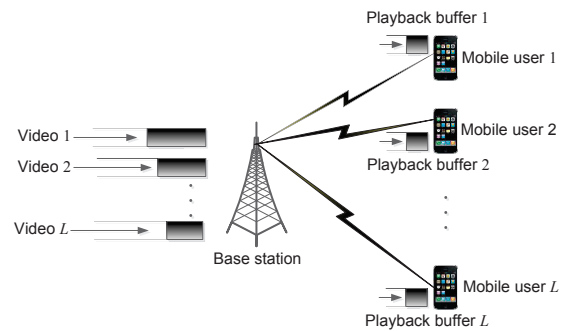 Playback buffer 1
Mobile user 1
Video 1
Video 2
Video L
Base station
Mobile user 2
Playback buffer 2
Mobile user L
Playback buffer L